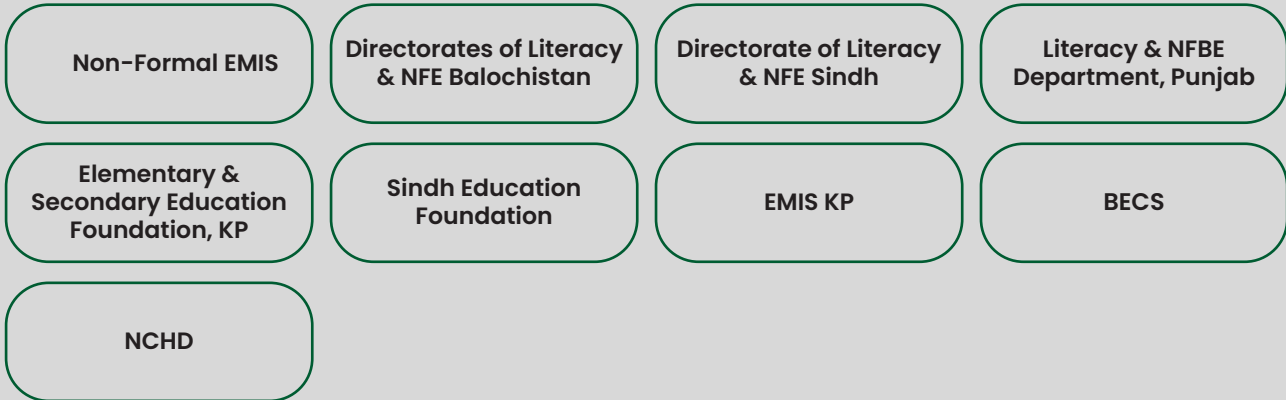 Non-Formal EMIS
Directorates of Literacy
& NFE Balochistan
Directorate of Literacy
& NFE Sindh
Literacy & NFBE
Department, Punjab
Elementary &
Secondary Education
Foundation, KP
Sindh Education
Foundation
EMIS KP
BECS
NCHD